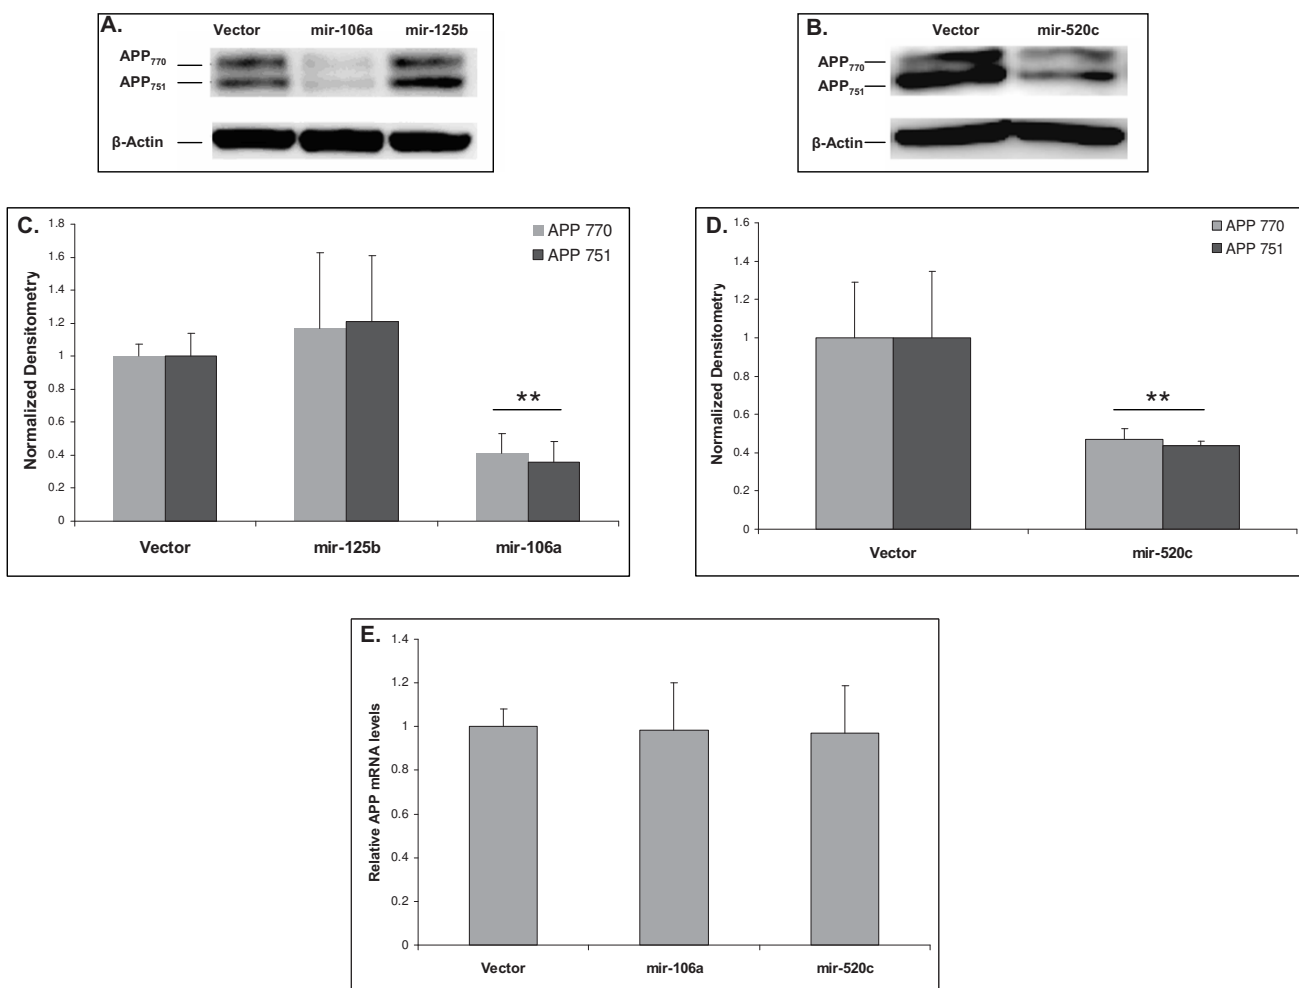 A.
Vector mir-106a mir-125b
APP770
APP751
β-Actin
B.
Vector mir-520c
APP770
APP751
β-Actin
C.
APP 770
APP 751
Normalized Densitometry
1.8
1.6
1.4
1.2
1
0.8
0.6
0.4
0.2
0
**
Vector mir-125b mir-106a
D.
APP 770
APP 751
Normalized Densitometry
1.6
1.4
1.2
1
0.8
0.6
0.4
0.2
0
**
Vector mir-520c
E.
Relative APP mRNA levels
1.4
1.2
1
0.8
0.6
0.4
0.2
0
Vector mir-106a mir-520c